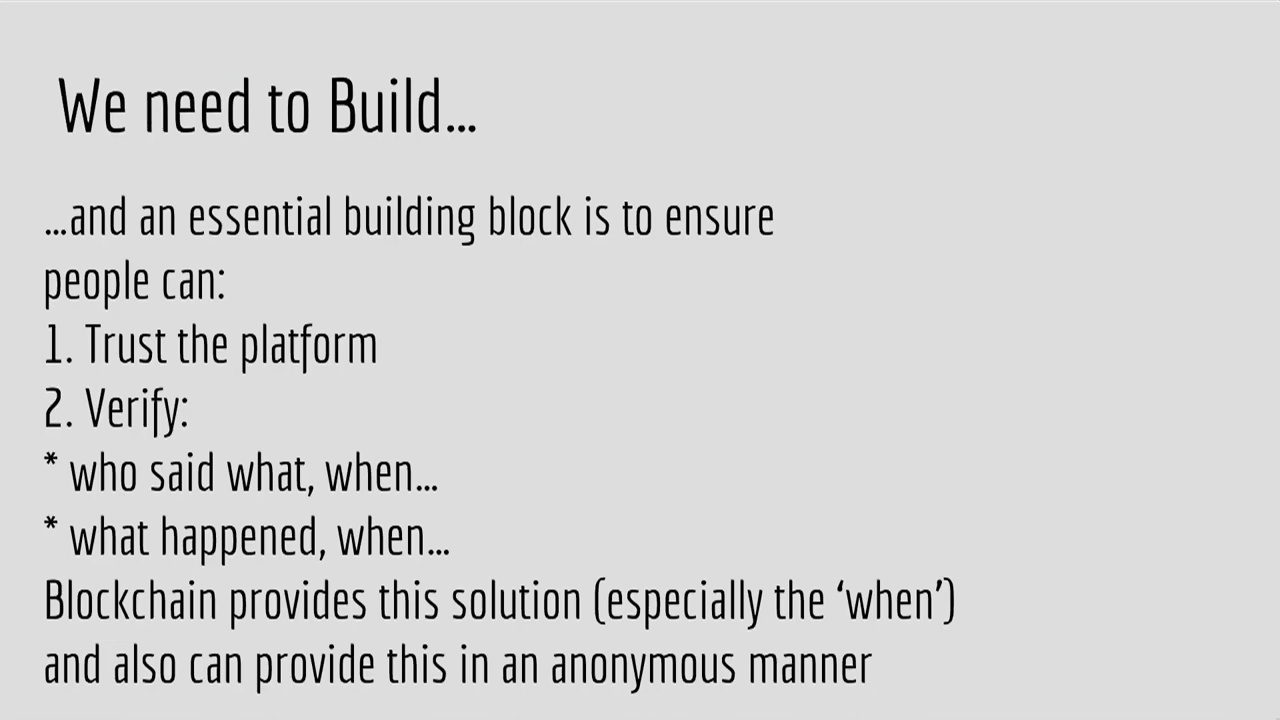 We need to Build...
...and an essential building block is to ensure
people can:
1. Trust the platform
2. Verify:
* who said what, when...
* what happened, when...
Blockchain provides this solution (especially the ‘when’)
and also can provide this in an anonymous manner